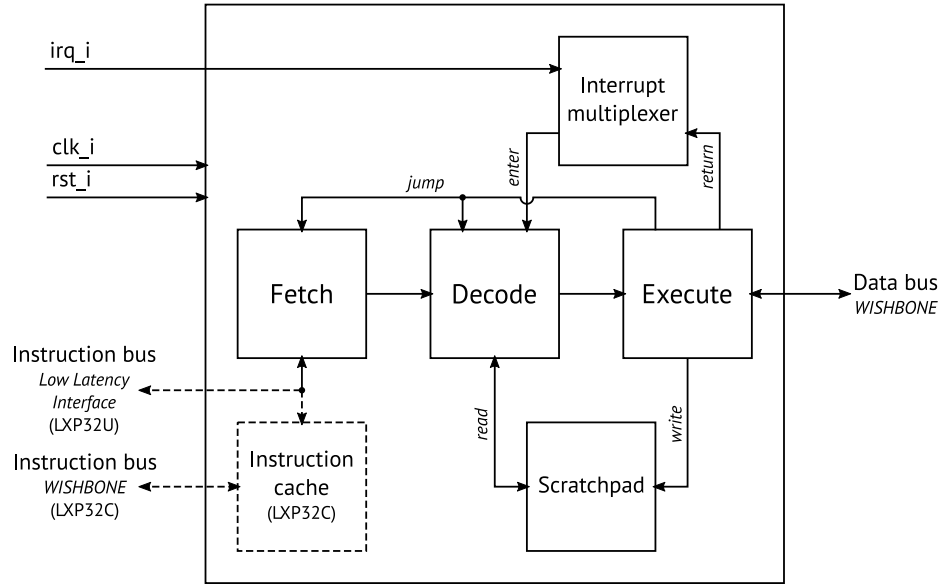 irq_i
Interrupt
multiplexer
clk_i
rst_i
enter
return
jump
Fetch
Decode
Execute
Data bus
WISHBONE
Instruction bus
Low Latency
Interface
(LXP32U)
read
write
Instruction bus
WISHBONE
(LXP32C)
Instruction
cache
(LXP32C)
Scratchpad